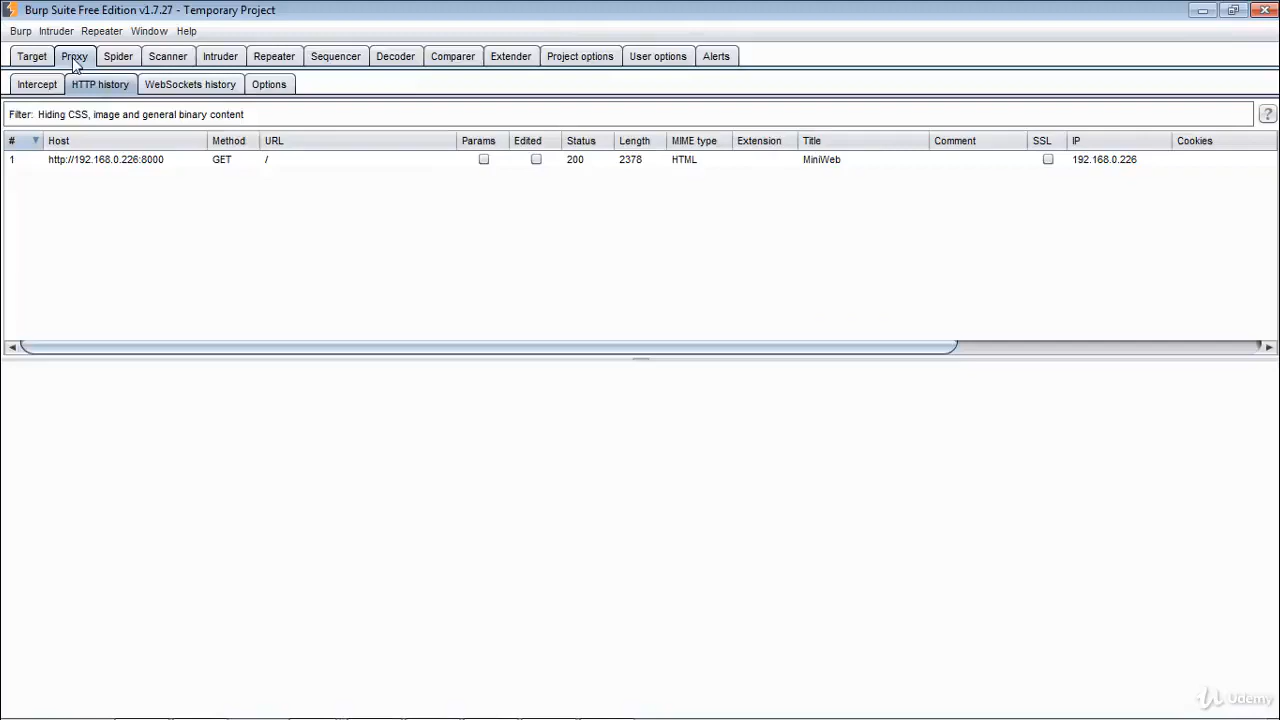 Burp Suite Free Edition v1.7.27 - Temporary Project
Burp Intruder Repeater Window Help
Target Proxy Spider Scanner Intruder Repeater Sequencer Decoder Comparer Extender Project options User options Alerts
Intercept HTTP history WebSockets history Options
Filter: Hiding CSS, image and general binary content ?
# Host Method URL Params Edited Status Length MIME type Extension Title Comment SSL IP Cookies
1 http://192.168.0.226:8000 GET / 200 2378 HTML MiniWeb 192.168.0.226
Udemy